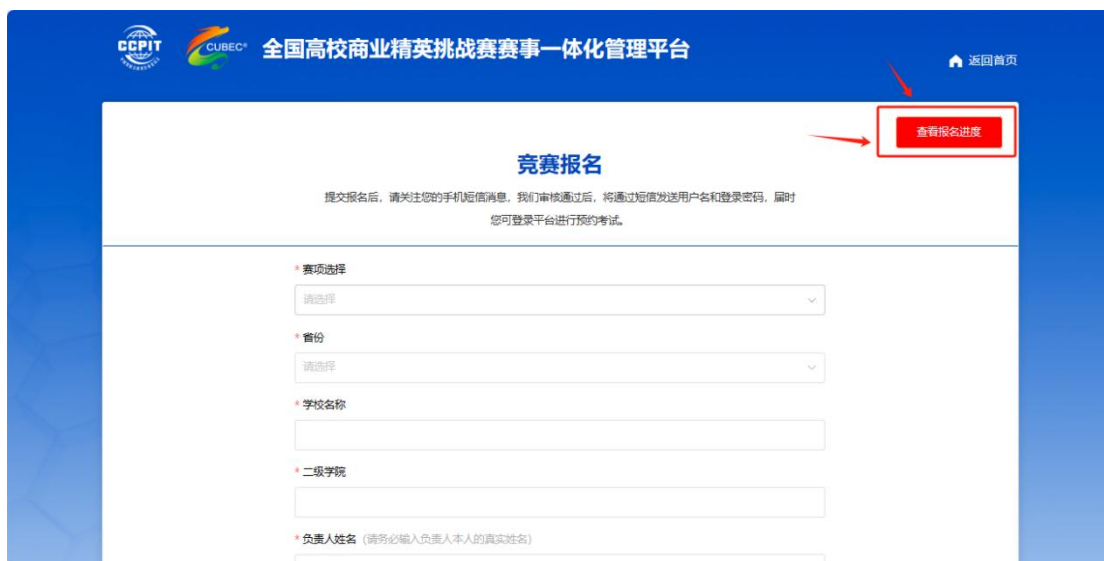 CCPIT
CUBEC®
全国高校商业精英挑战赛赛事一体化管理平台
返回首页
查看报名进度
竞赛报名
提交报名后，请关注您的手机短信消息，我们审核通过后，将通过短信发送用户名和登录密码，届时
您可登录平台进行预约考试。
* 赛项选择
请选择
* 省份
请选择
* 学校名称
* 二级学院
* 负责人姓名（请务必输入负责人本人的真实姓名）